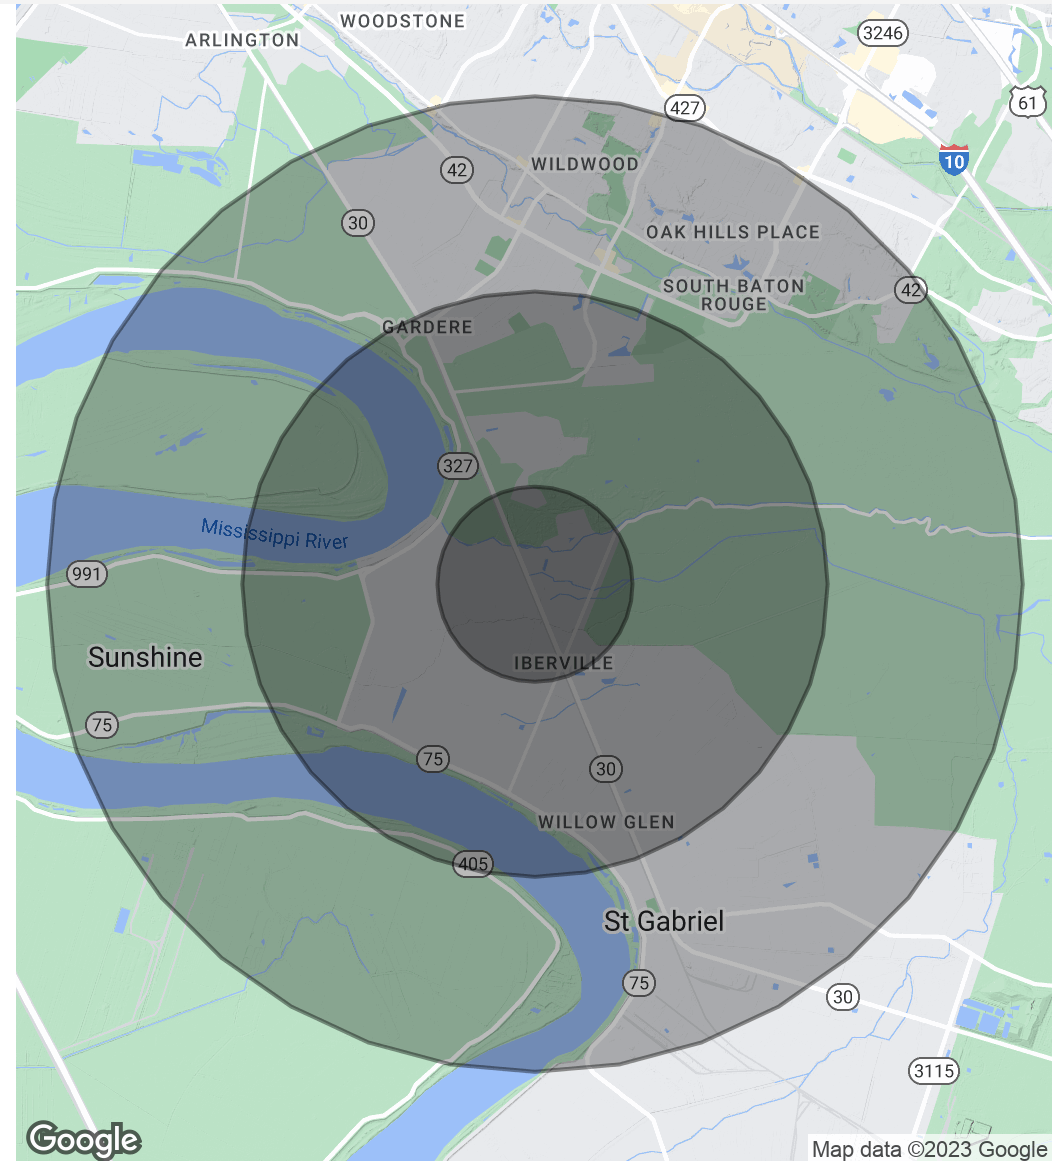 WOODSTONE
ARLINGTON
3246
61
427
10
WILDWOOD
42
30
OAK HILLS PLACE
SOUTH BATON
ROUGE
42
GARDERE
327
Mississippi River
991
Sunshine
IBERVILLE
75
75
30
WILLOW GLEN
405
St Gabriel
75
30
3115
Google
Map data ©2023 Google